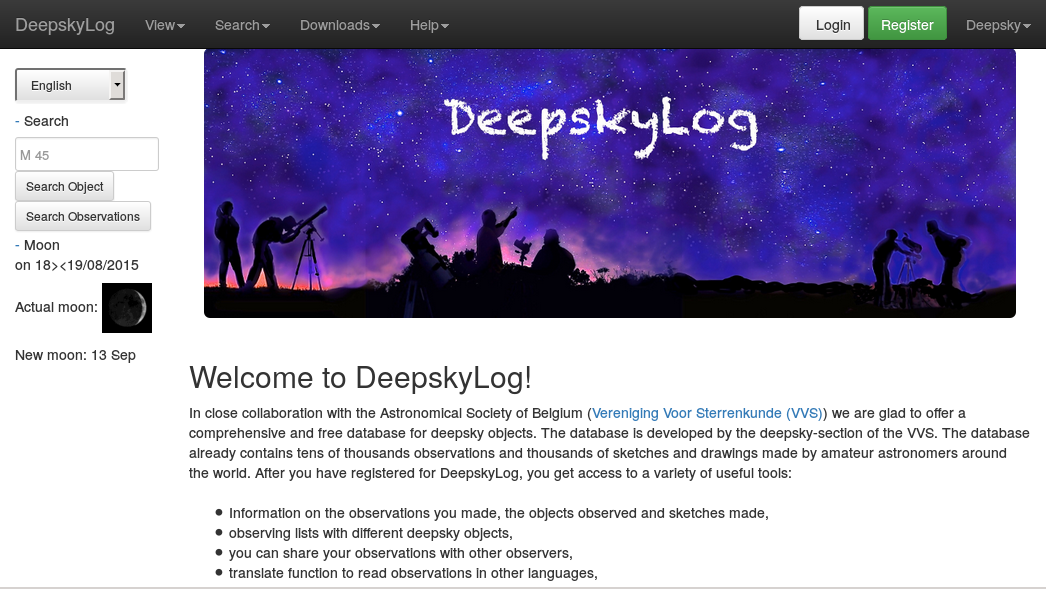 DeepskyLog View Search Downloads Help Login Register Deepsky
DeepskyLog
English
- Search
M 45
Search Object
Search Observations
- Moon
on 18><19/08/2015
Actual moon:
New moon: 13 Sep
Welcome to DeepskyLog!
In close collaboration with the Astronomical Society of Belgium (Vereniging Voor Sterrenkunde (VVS)) we are glad to offer a
comprehensive and free database for deepsky objects. The database is developed by the deepsky-section of the VVS. The database
already contains tens of thousands observations and thousands of sketches and drawings made by amateur astronomers around
the world. After you have registered for DeepskyLog, you get access to a variety of useful tools:
• Information on the observations you made, the objects observed and sketches made,
• observing lists with different deepsky objects,
• you can share your observations with other observers,
• translate function to read observations in other languages,